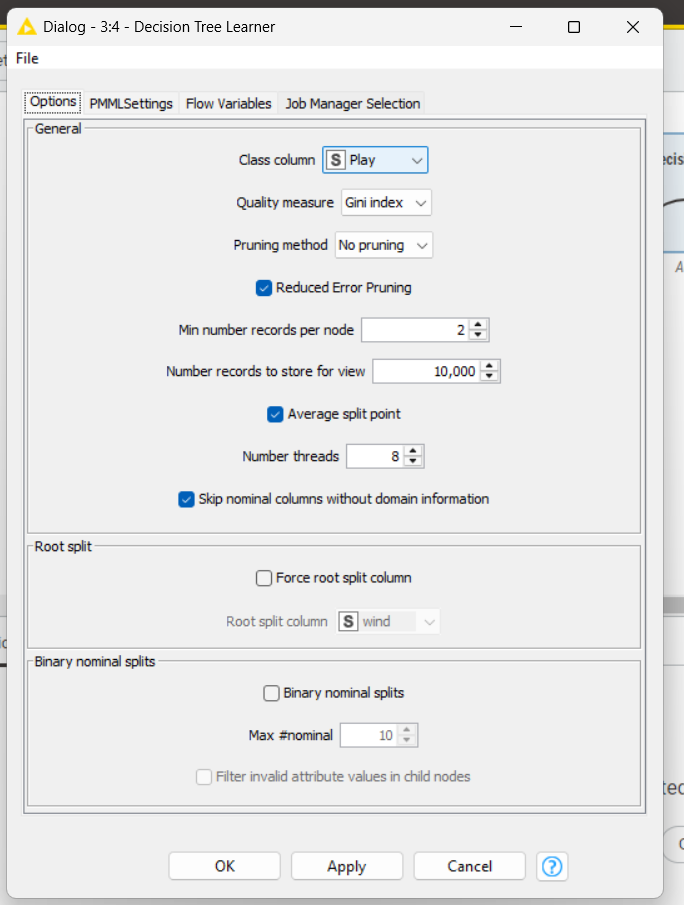 Dialog - 3:4 - Decision Tree Learner
File
Options PMMLSettings Flow Variables Job Manager Selection
General
Class column S Play
Quality measure Gini index
Pruning method No pruning
Reduced Error Pruning
Min number records per node 2
Number records to store for view 10,000
Average split point
Number threads 8
Skip nominal columns without domain information
Root split
Force root split column
Root split column S wind
Binary nominal splits
Binary nominal splits
Max #nominal 10
Filter invalid attribute values in child nodes
OK Apply Cancel ?